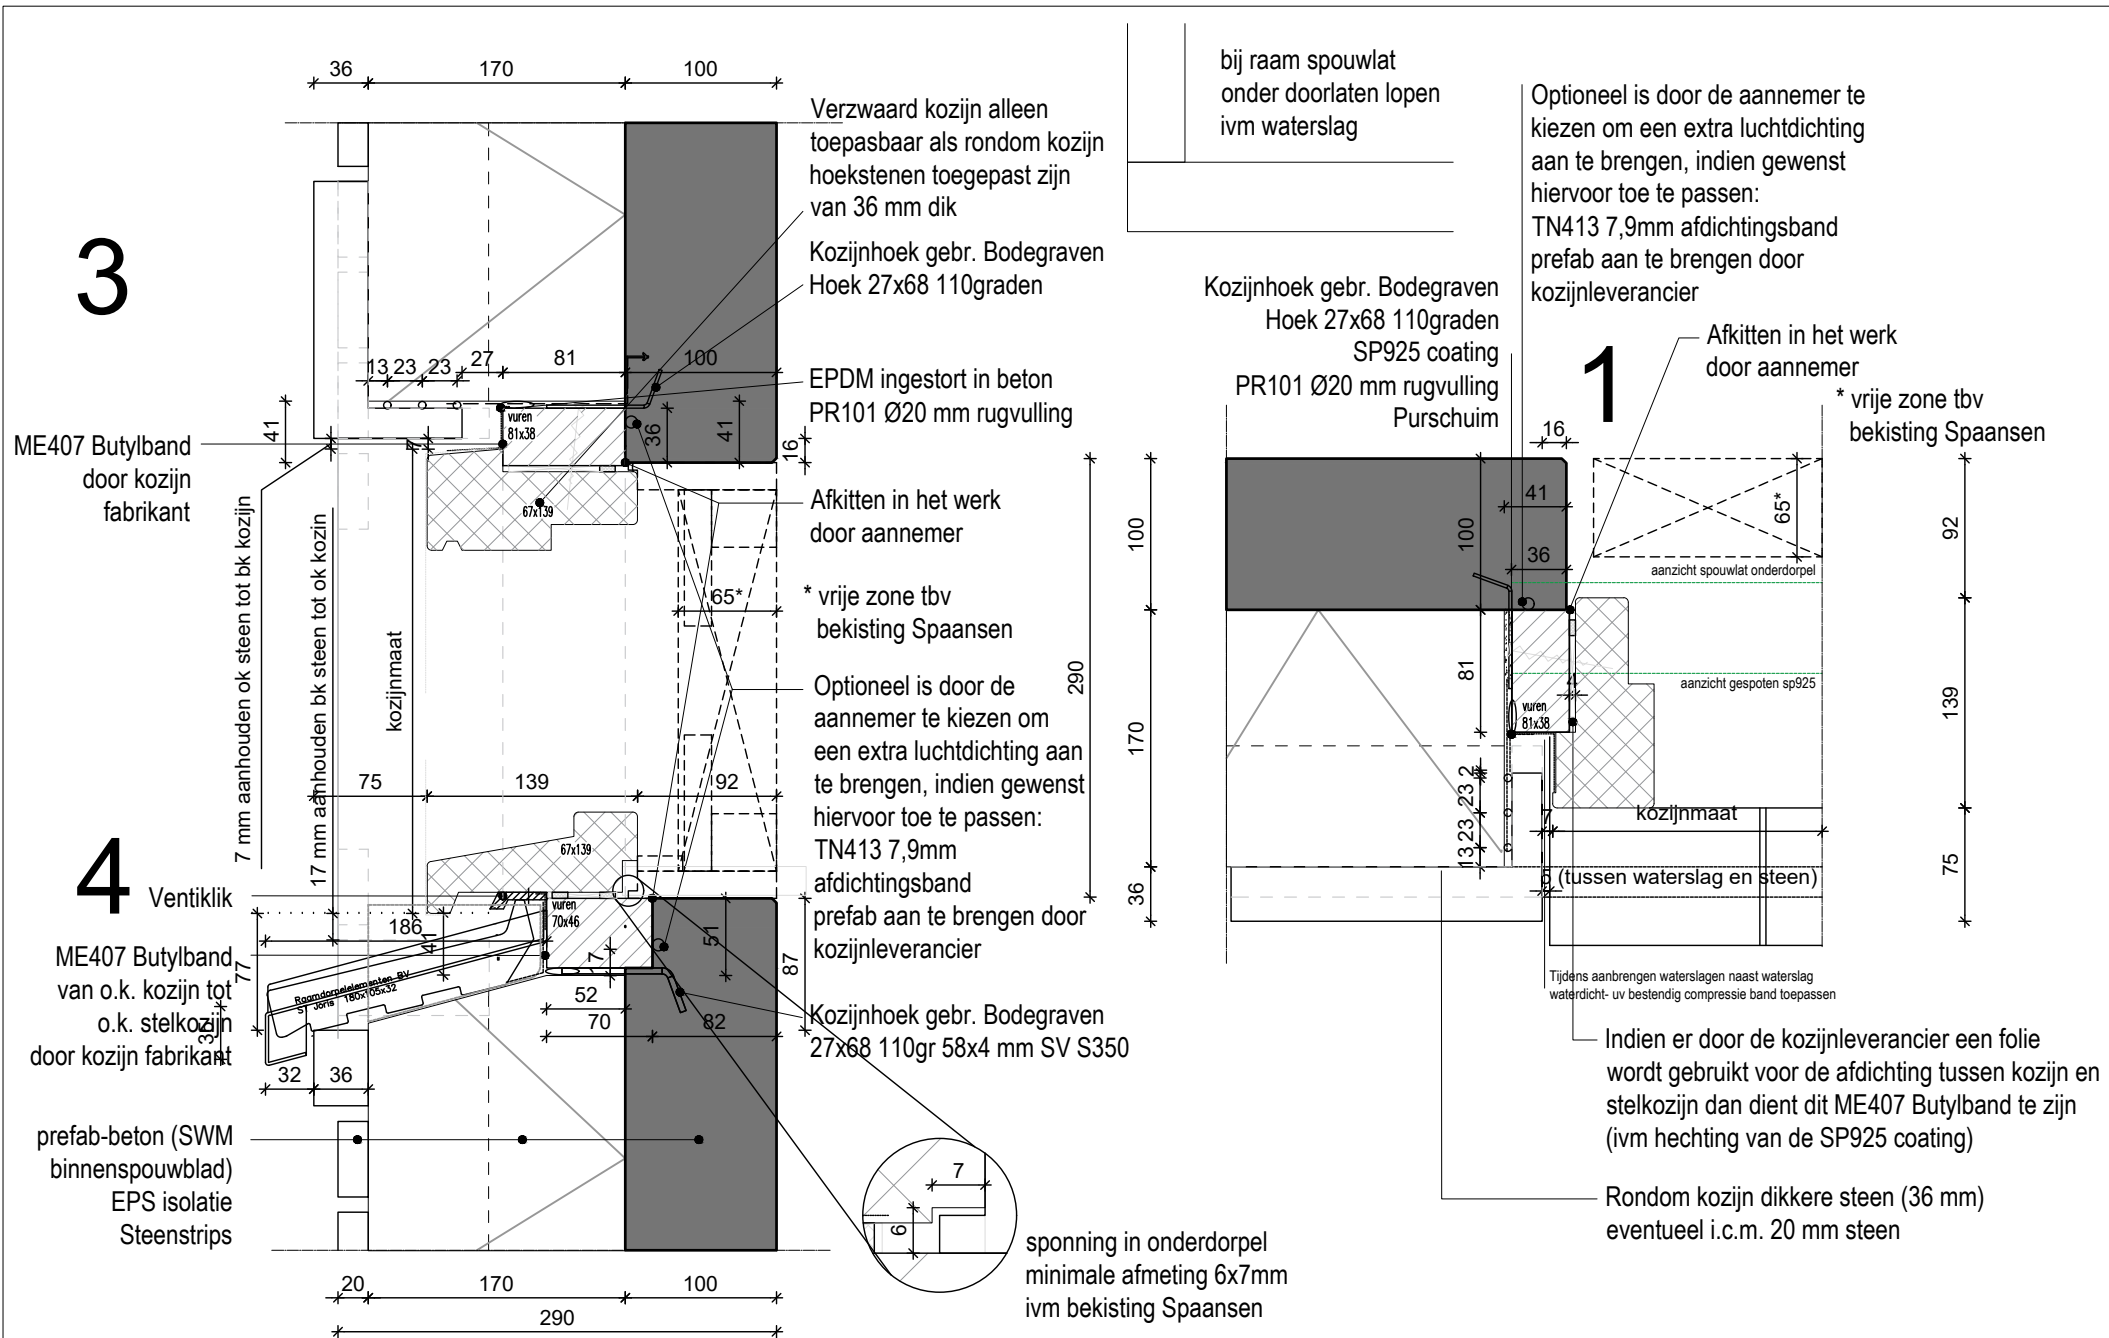 36
170
100
Verzwaard kozijn alleen
toepasbaar als rondom kozijn
hoekstenen toegepast zijn
van 36 mm dik
3
Kozijnhoek gebr. Bodegraven
Hoek 27x68 110graden
13
23
23
27
81
100
EPDM ingestort in beton
PR101 Ø20 mm rugvulling
41
vuren
81x38
36
41
16
7
ME407 Butylband
door kozijn
fabrikant
67x139
Afkitten in het werk
door aannemer
7 mm aanhouden ok steen tot bk kozijn
17 mm aanhouden bk steen tot ok kozin
kozijnmaat
65*
* vrije zone tbv
bekisting Spaansen
Optioneel is door de
aannemer te kiezen om
een extra luchtdichting aan
te brengen, indien gewenst
hiervoor toe te passen:
TN413 7,9mm
afdichtingsband
prefab aan te brengen door
kozijnleverancier
75
139
92
67x139
4
Ventiklik
vuren
70x46
186
41
77
7
51
87
ME407 Butylband
van o.k. kozijn tot
o.k. stelkozijn
door kozijn fabrikant
Raamdorpelelementen BV
St Joris 180x105x32
35
52
70
82
32
36
Kozijnhoek gebr. Bodegraven
27x68 110gr 58x4 mm SV S350
prefab-beton (SWM
binnenspouwblad)
EPS isolatie
Steenstrips
7
6
sponning in onderdorpel
minimale afmeting 6x7mm
ivm bekisting Spaansen
20
170
100
290
bij raam spouwlat
onder doorlaten lopen
ivm waterslag
Optioneel is door de aannemer te
kiezen om een extra luchtdichting
aan te brengen, indien gewenst
hiervoor toe te passen:
TN413 7,9mm afdichtingsband
prefab aan te brengen door
kozijnleverancier
Kozijnhoek gebr. Bodegraven
Hoek 27x68 110graden
SP925 coating
PR101 Ø20 mm rugvulling
Purschuim
1
Afkitten in het werk
door aannemer
* vrije zone tbv
bekisting Spaansen
16
41
65*
100
100
92
36
aanzicht spouwlat onderdorpel
290
81
4
aanzicht gespoten sp925
139
vuren
81x38
170
2
23
23
13
7
kozijnmaat
75
36
5 (tussen waterslag en steen)
Tijdens aanbrengen waterslagen naast waterslag
waterdicht- uv bestendig compressie band toepassen
Indien er door de kozijnleverancier een folie
wordt gebruikt voor de afdichting tussen kozijn en
stelkozijn dan dient dit ME407 Butylband te zijn
(ivm hechting van de SP925 coating)
Rondom kozijn dikkere steen (36 mm)
eventueel i.c.m. 20 mm steen